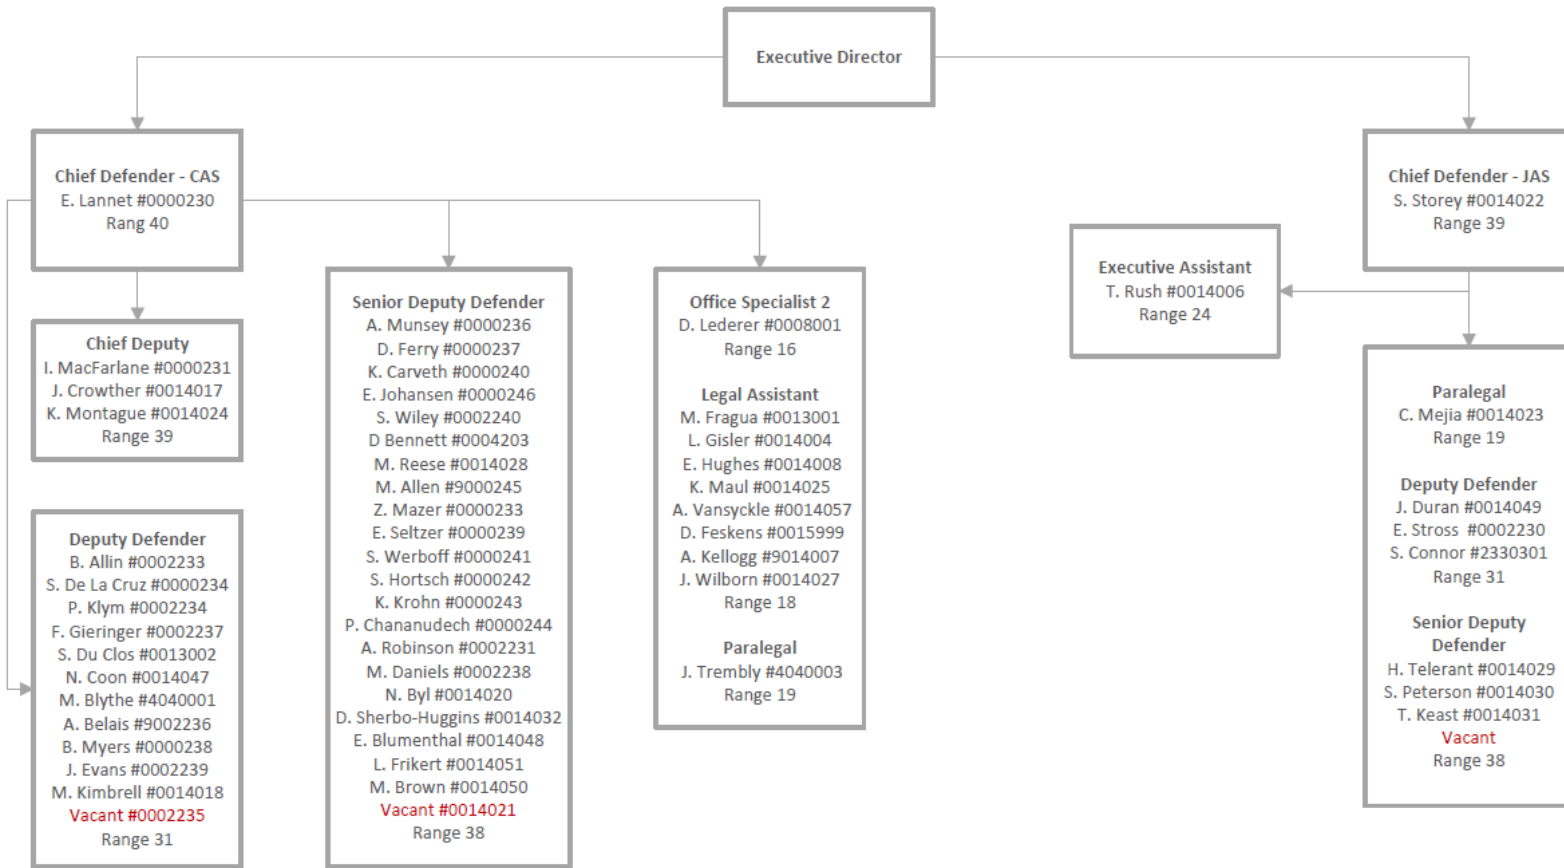 Executive Director
Chief Defender - CAS
E. Lannet #0000230
Rang 40
Chief Deputy
I. MacFarlane #0000231
J. Crowther #0014017
K. Montague #0014024
Range 39
Deputy Defender
B. Allin #0002233
S. De La Cruz #0000234
P. Klym #0002234
F. Gieringer #0002237
S. Du Clos #0013002
N. Coon #0014047
M. Blythe #4040001
A. Belais #9002236
B. Myers #0000238
J. Evans #0002239
M. Kimbrell #0014018
Vacant #0002235
Range 31
Senior Deputy Defender
A. Munsey #0000236
D. Ferry #0000237
K. Carveth #0000240
E. Johansen #0000246
S. Wiley #0002240
D Bennett #0004203
M. Reese #0014028
M. Allen #9000245
Z. Mazer #0000233
E. Seltzer #0000239
S. Werboff #0000241
S. Hortsch #0000242
K. Krohn #0000243
P. Chananudech #0000244
A. Robinson #0002231
M. Daniels #0002238
N. Byl #0014020
D. Sherbo-Huggins #0014032
E. Blumenthal #0014048
L. Frikert #0014051
M. Brown #0014050
Vacant #0014021
Range 38
Office Specialist 2
D. Lederer #0008001
Range 16
Legal Assistant
M. Fragua #0013001
L. Gisler #0014004
E. Hughes #0014008
K. Maul #0014025
A. Vansyckle #0014057
D. Feskens #0015999
A. Kellogg #9014007
J. Wilborn #0014027
Range 18
Paralegal
J. Trembly #4040003
Range 19
Chief Defender - JAS
S. Storey #0014022
Range 39
Executive Assistant
T. Rush #0014006
Range 24
Paralegal
C. Mejia #0014023
Range 19
Deputy Defender
J. Duran #0014049
E. Stross #0002230
S. Connor #2330301
Range 31
Senior Deputy
Defender
H. Telerant #0014029
S. Peterson #0014030
T. Keast #0014031
Vacant
Range 38